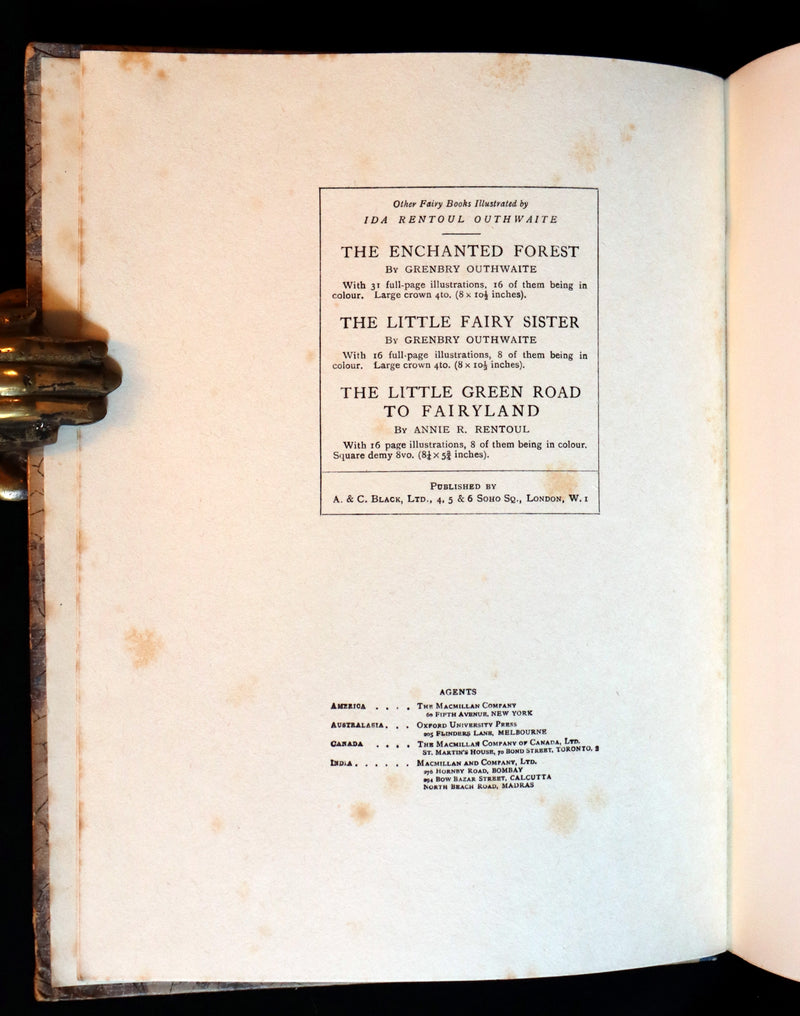 Other Fairy Books Illustrated by
IDA RENTOUL OUTHWAITE
THE ENCHANTED FOREST
By GRENBRY OUTHWAITE
With 31 full-page illustrations, 16 of them being in
colour. Large crown 4to. (8 × 10½ inches).
THE LITTLE FAIRY SISTER
By GRENBRY OUTHWAITE
With 16 full-page illustrations, 8 of them being in
colour. Large crown 4to. (8 × 10½ inches).
THE LITTLE GREEN ROAD
TO FAIRYLAND
By ANNIE R. RENTOUL
With 16 page illustrations, 8 of them being in colour.
Square demy 8vo. (8¼ × 5⅝ inches).
Published by
A. & C. Black, Ltd., 4, 5 & 6 Soho Sq., London, W. 1
AGENTS
America . . . . The Macmillan Company
60 Fifth Avenue, NEW YORK
Australasia . . . Oxford University Press
205 Flinders Lane, MELBOURNE
Canada . . . . The Macmillan Company of Canada, Ltd.
St. Martin's House, 70 Bond Street, TORONTO, 2
India . . . . . . Macmillan and Company, Ltd.
276 Hornby Road, BOMBAY
294 Bow Bazar Street, CALCUTTA
North Beach Road, MADRAS